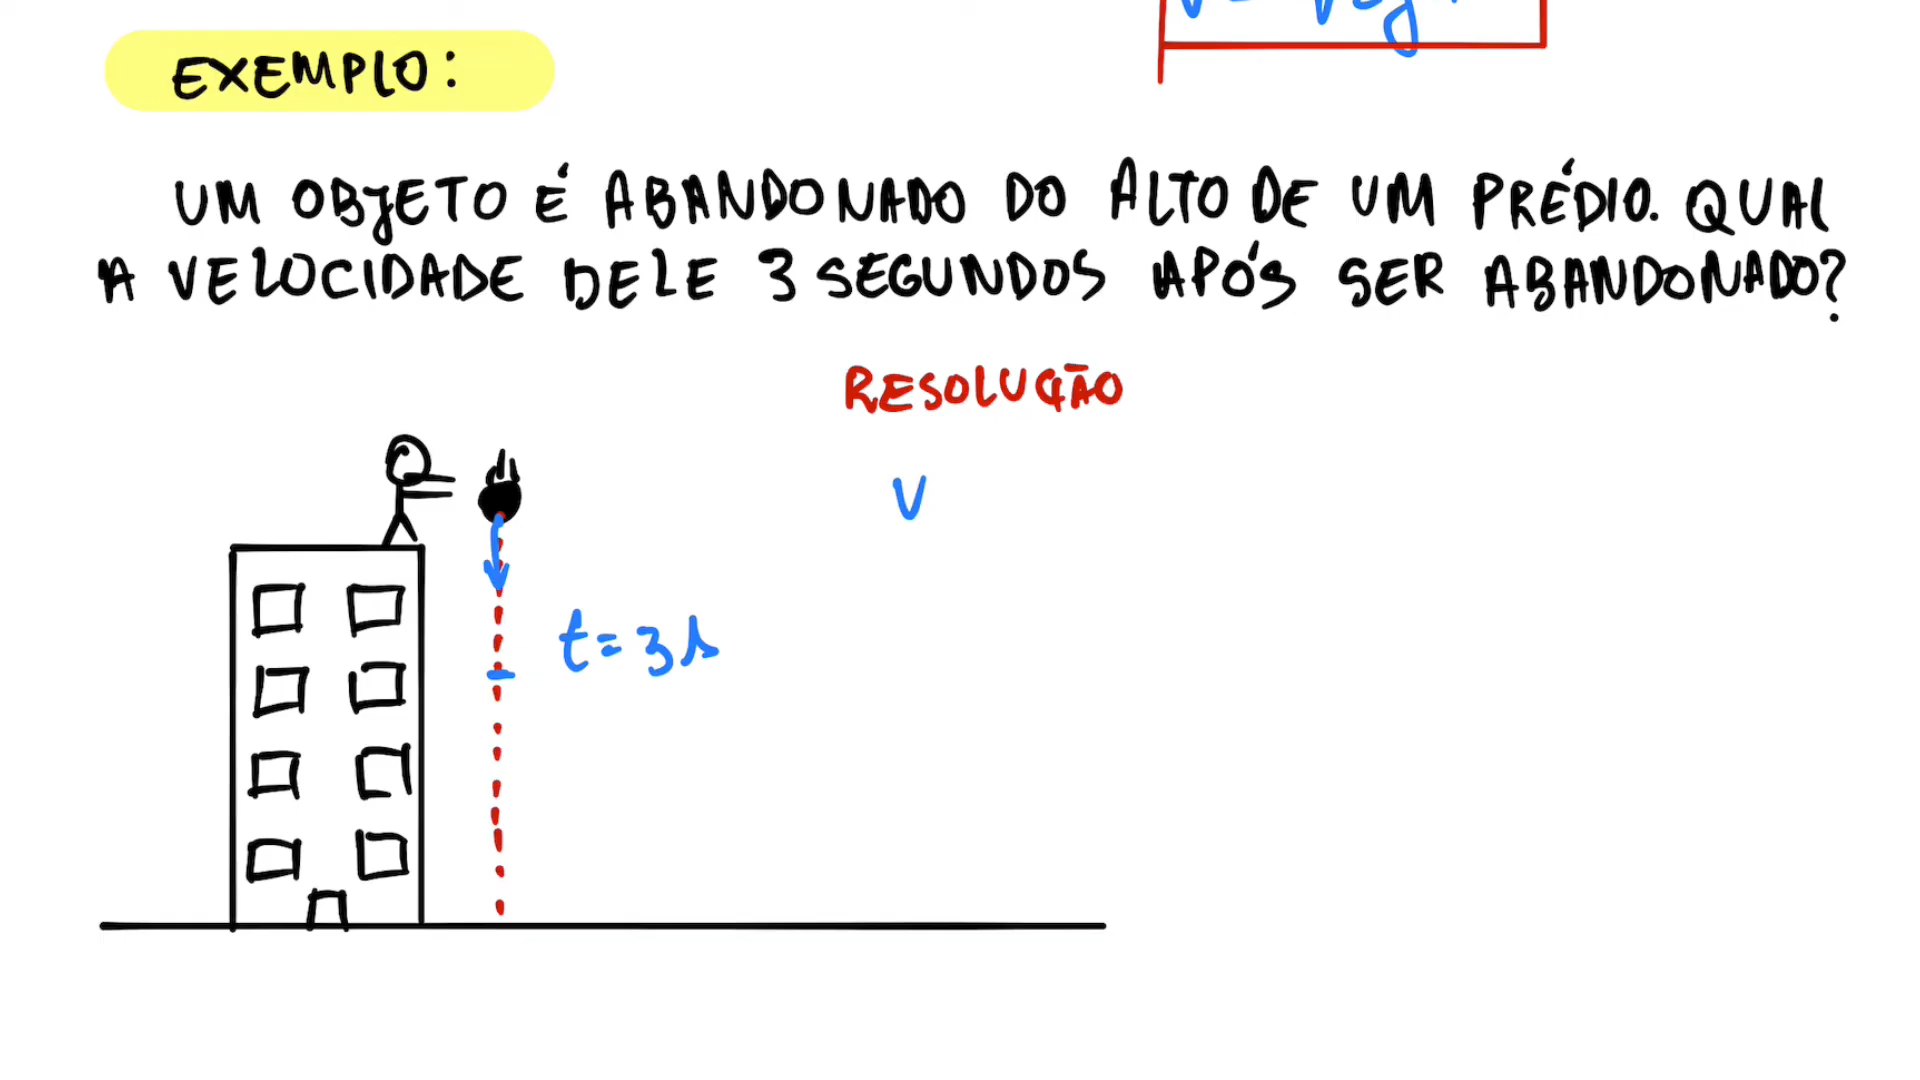 EXEMPLO:
UM OBJETO É ABANDONADO DO ALTO DE UM PRÉDIO. QUAL
A VELOCIDADE DELE 3 SEGUNDOS APÓS SER ABANDONADO?
RESOLUÇÃO
V
t = 3s